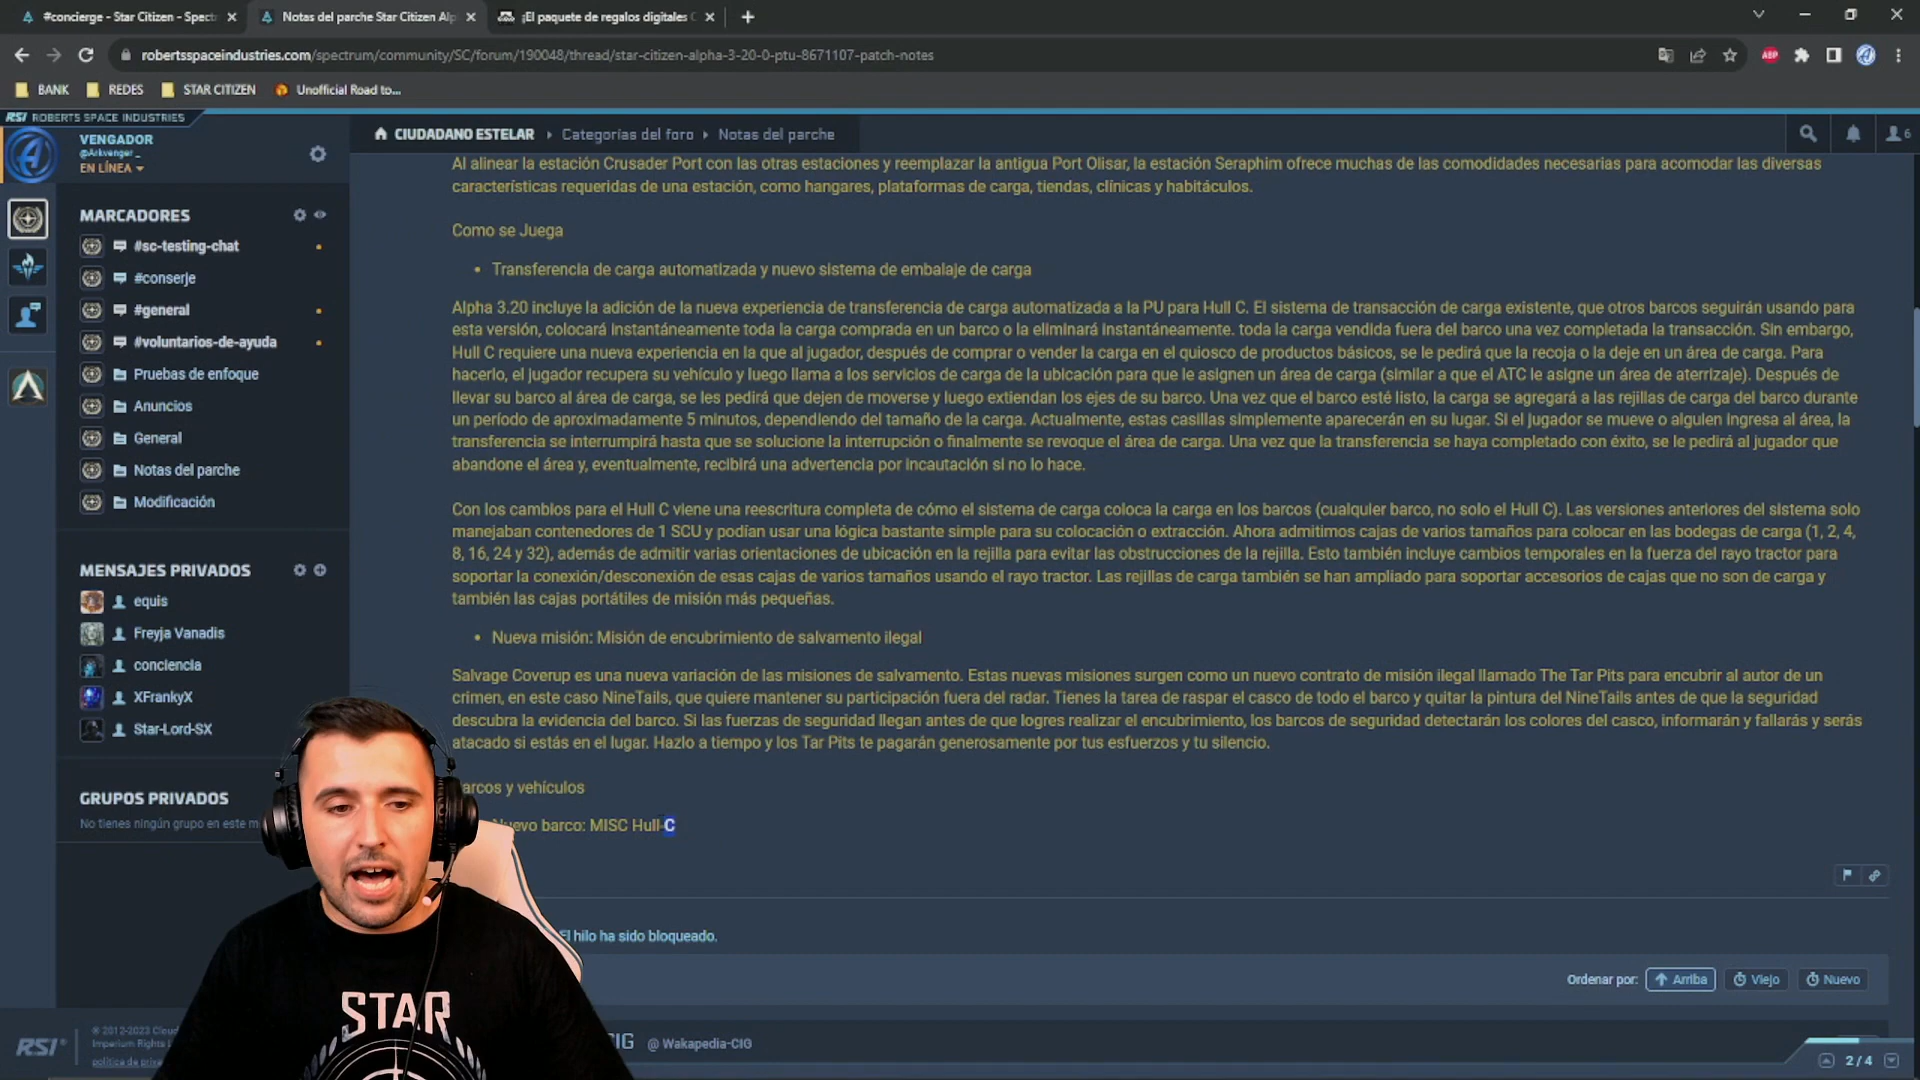 #concierge - Star Citizen - Spect
Notas del parche Star Citizen Alp
¡El paquete de regalos digitales C
robertsspaceindustries.com/spectrum/community/SC/forum/190048/thread/star-citizen-alpha-3-20-0-ptu-8671107-patch-notes
ABP
BANK
REDES
STAR CITIZEN
Unofficial Road to...
RSI ROBERTS SPACE INDUSTRIES
VENGADOR
@Arkvenger_
EN LÍNEA
CIUDADANO ESTELAR
Categorías del foro
Notas del parche
6
MARCADORES
#sc-testing-chat
#conserje
#general
#voluntarios-de-ayuda
Pruebas de enfoque
Anuncios
General
Notas del parche
Modificación
MENSAJES PRIVADOS
equis
Freyja Vanadis
conciencia
XFrankyX
Star-Lord-SX
GRUPOS PRIVADOS
No tienes ningún grupo en este m
Al alinear la estación Crusader Port con las otras estaciones y reemplazar la antigua Port Olisar, la estación Seraphim ofrece muchas de las comodidades necesarias para acomodar las diversas
características requeridas de una estación, como hangares, plataformas de carga, tiendas, clínicas y habitáculos.
Como se Juega
• Transferencia de carga automatizada y nuevo sistema de embalaje de carga
Alpha 3.20 incluye la adición de la nueva experiencia de transferencia de carga automatizada a la PU para Hull C. El sistema de transacción de carga existente, que otros barcos seguirán usando para
esta versión, colocará instantáneamente toda la carga comprada en un barco o la eliminará instantáneamente. toda la carga vendida fuera del barco una vez completada la transacción. Sin embargo,
Hull C requiere una nueva experiencia en la que al jugador, después de comprar o vender la carga en el quiosco de productos básicos, se le pedirá que la recoja o la deje en un área de carga. Para
hacerlo, el jugador recupera su vehículo y luego llama a los servicios de carga de la ubicación para que le asignen un área de carga (similar a que el ATC le asigne un área de aterrizaje). Después de
llevar su barco al área de carga, se les pedirá que dejen de moverse y luego extiendan los ejes de su barco. Una vez que el barco esté listo, la carga se agregará a las rejillas de carga del barco durante
un período de aproximadamente 5 minutos, dependiendo del tamaño de la carga. Actualmente, estas casillas simplemente aparecerán en su lugar. Si el jugador se mueve o alguien ingresa al área, la
transferencia se interrumpirá hasta que se solucione la interrupción o finalmente se revoque el área de carga. Una vez que la transferencia se haya completado con éxito, se le pedirá al jugador que
abandone el área y, eventualmente, recibirá una advertencia por incautación si no lo hace.
Con los cambios para el Hull C viene una reescritura completa de cómo el sistema de carga coloca la carga en los barcos (cualquier barco, no solo el Hull C). Las versiones anteriores del sistema solo
manejaban contenedores de 1 SCU y podían usar una lógica bastante simple para su colocación o extracción. Ahora admitimos cajas de varios tamaños para colocar en las bodegas de carga (1, 2, 4,
8, 16, 24 y 32), además de admitir varias orientaciones de ubicación en la rejilla para evitar las obstrucciones de la rejilla. Esto también incluye cambios temporales en la fuerza del rayo tractor para
soportar la conexión/desconexión de esas cajas de varios tamaños usando el rayo tractor. Las rejillas de carga también se han ampliado para soportar accesorios de cajas que no son de carga y
también las cajas portátiles de misión más pequeñas.
• Nueva misión: Misión de encubrimiento de salvamento ilegal
Salvage Coverup es una nueva variación de las misiones de salvamento. Estas nuevas misiones surgen como un nuevo contrato de misión ilegal llamado The Tar Pits para encubrir al autor de un
crimen, en este caso NineTails, que quiere mantener su participación fuera del radar. Tienes la tarea de raspar el casco de todo el barco y quitar la pintura del NineTails antes de que la seguridad
descubra la evidencia del barco. Si las fuerzas de seguridad llegan antes de que logres realizar el encubrimiento, los barcos de seguridad detectarán los colores del casco, informarán y fallarás y serás
atacado si estás en el lugar. Hazlo a tiempo y los Tar Pits te pagarán generosamente por tus esfuerzos y tu silencio.
arcos y vehículos
Nuevo barco: MISC Hull-C
El hilo ha sido bloqueado.
Ordenar por:
Arriba
Viejo
Nuevo
RSI
© 2012-2023 Cloud
Imperium Rights L
política de priva
CIG
@ Wakapedia-CIG
2 / 4
STAR